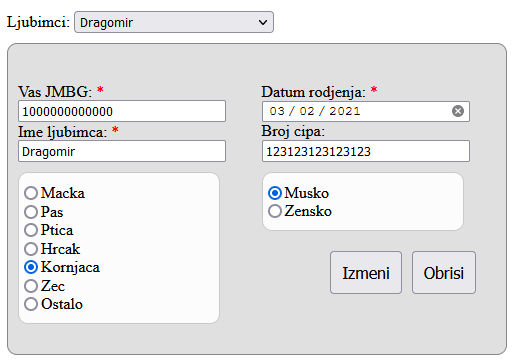 Ljubimci: Dragomir
Vas JMBG: * Datum rodjenja: *
1000000000000 03 / 02 / 2021
Ime ljubimca: * Broj cipa:
Dragomir 123123123123123
Macka Musko
Pas Zensko
Ptica
Hrcak
Kornjaca
Zec
Ostalo
Izmeni Obrisi